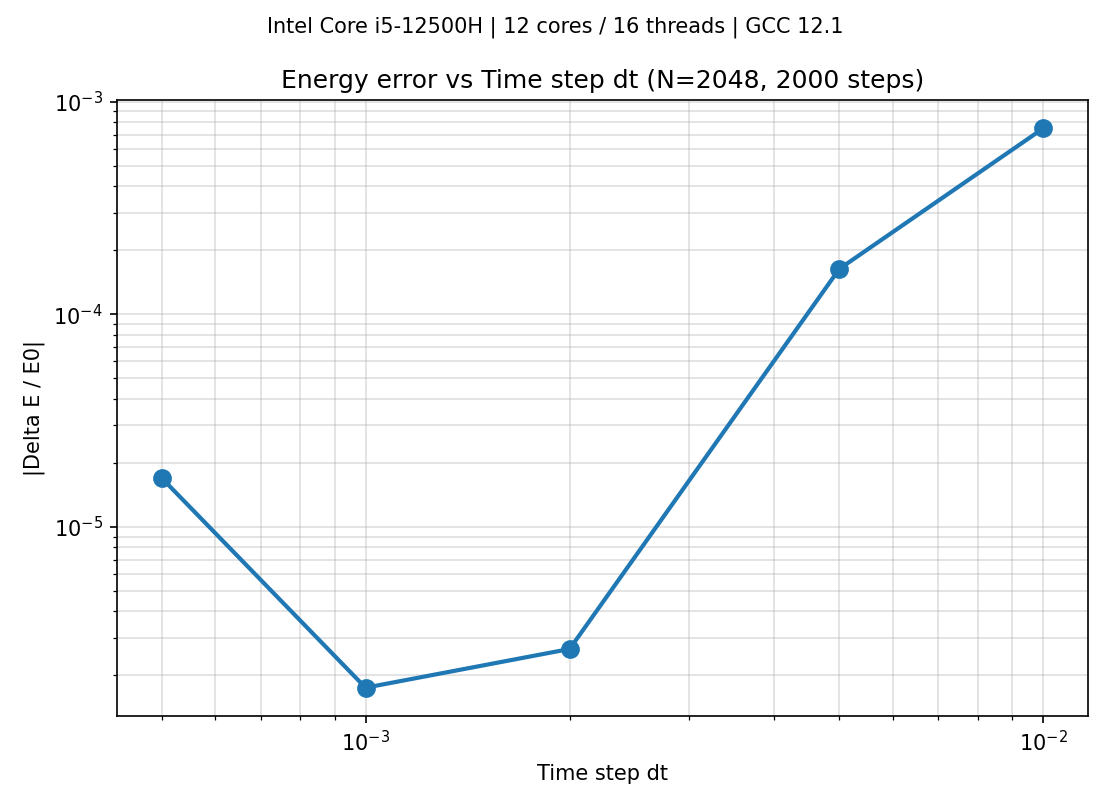 Intel Core i5-12500H | 12 cores / 16 threads | GCC 12.1
Energy error vs Time step dt (N=2048, 2000 steps)
10⁻³
10⁻⁴
10⁻⁵
|Delta E / E0|
10⁻³
10⁻²
Time step dt